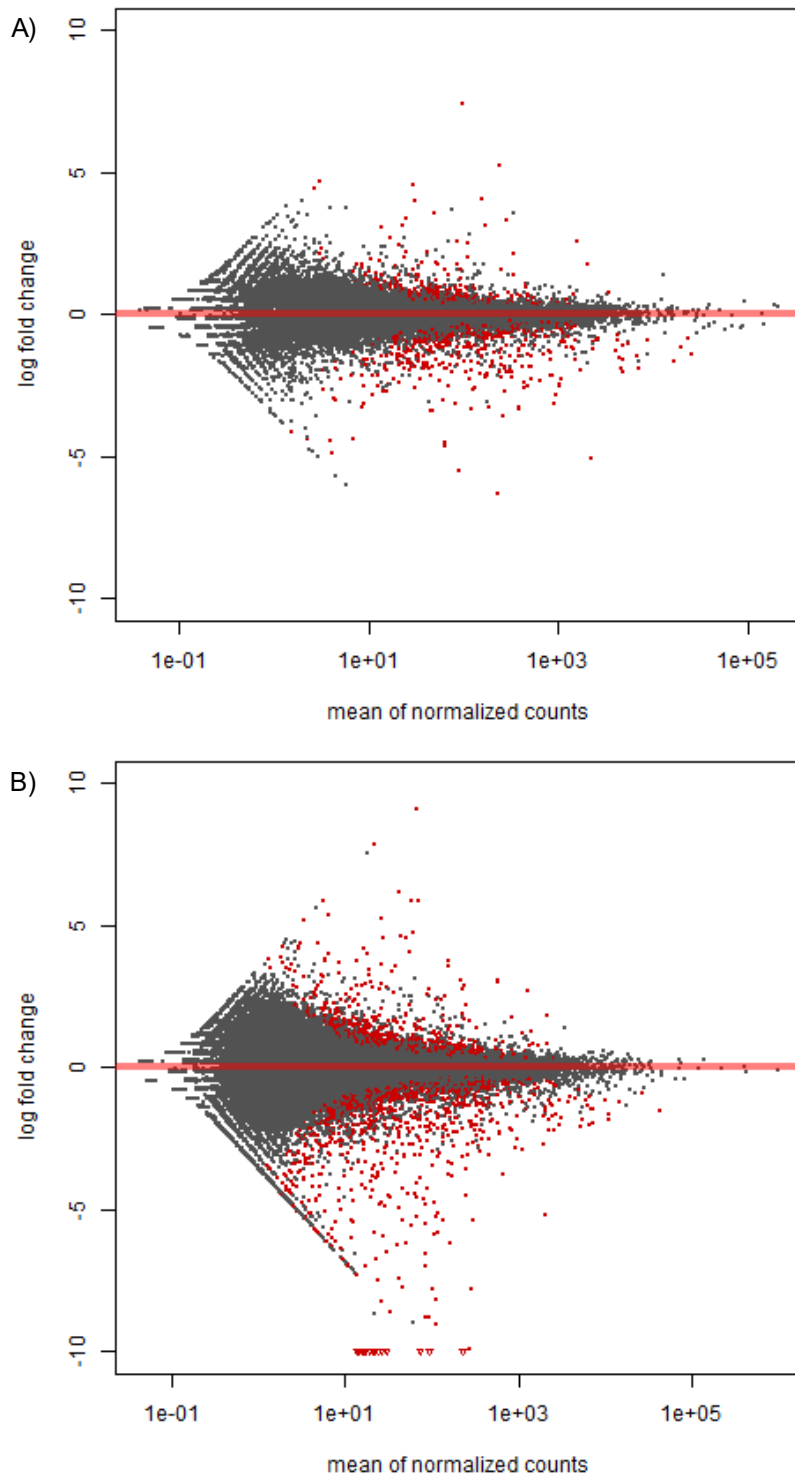 A)
10
5
0
-5
-10
log fold change
1e-01 1e+01 1e+03 1e+05
mean of normalized counts
B)
10
5
0
-5
-10
log fold change
1e-01 1e+01 1e+03 1e+05
mean of normalized counts